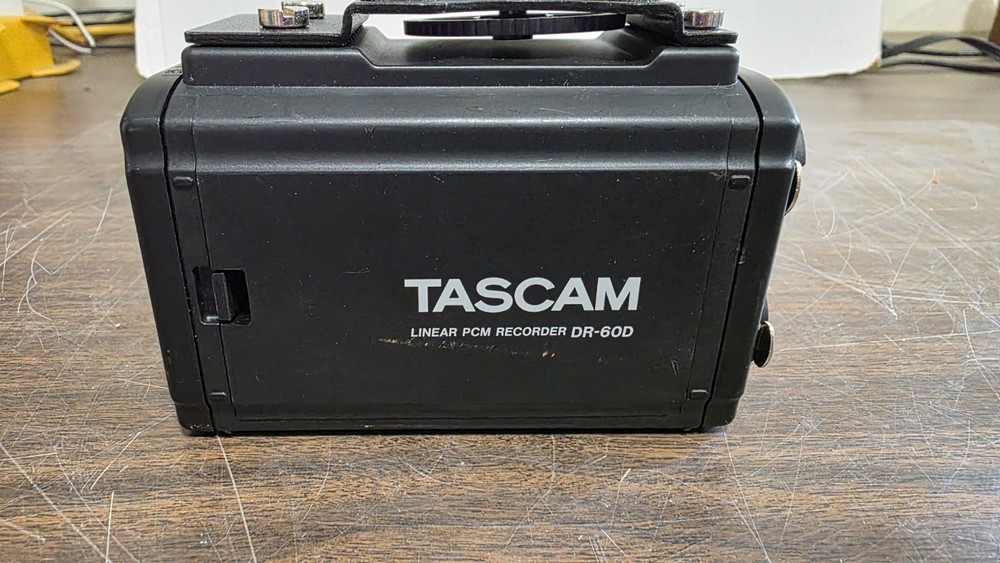 TASCAM
LINEAR PCM RECORDER DR-60D